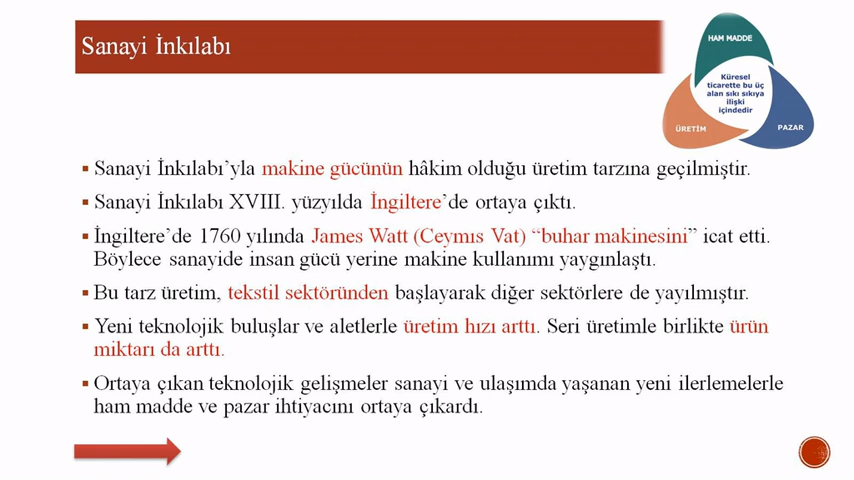 Sanayi İnkılabı
HAM MADDE
Küresel
ticarette bu üç
alan sıkı sıkıya
ilişki
içindedir
ÜRETİM
PAZAR
Sanayi İnkılabı’yla makine gücünün hâkim olduğu üretim tarzına geçilmiştir.
Sanayi İnkılabı XVIII. yüzyılda İngiltere’de ortaya çıktı.
İngiltere’de 1760 yılında James Watt (Ceymıs Vat) “buhar makinesini” icat etti.
Böylece sanayide insan gücü yerine makine kullanımı yaygınlaştı.
Bu tarz üretim, tekstil sektöründen başlayarak diğer sektörlere de yayılmıştır.
Yeni teknolojik buluşlar ve aletlerle üretim hızı arttı. Seri üretimle birlikte ürün
miktarı da arttı.
Ortaya çıkan teknolojik gelişmeler sanayi ve ulaşımda yaşanan yeni ilerlemelerle
ham madde ve pazar ihtiyacını ortaya çıkardı.